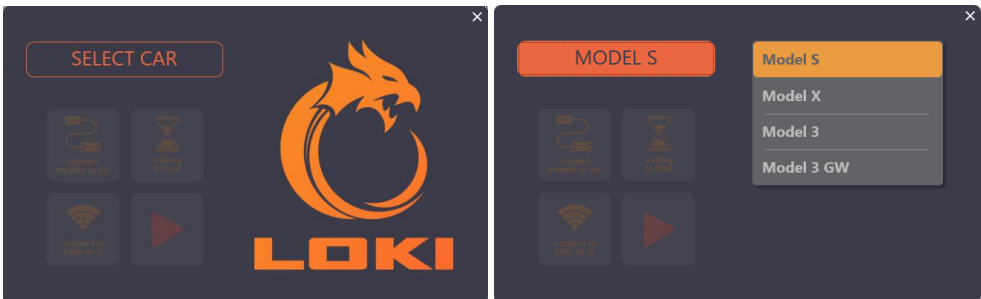 SELECT CAR
connect
module to car
waiting
to load
connect to
LOKI wi-fi
LOKI
MODEL S
connect
module to car
waiting
to load
connect to
LOKI wi-fi
Model S
Model X
Model 3
Model 3 GW